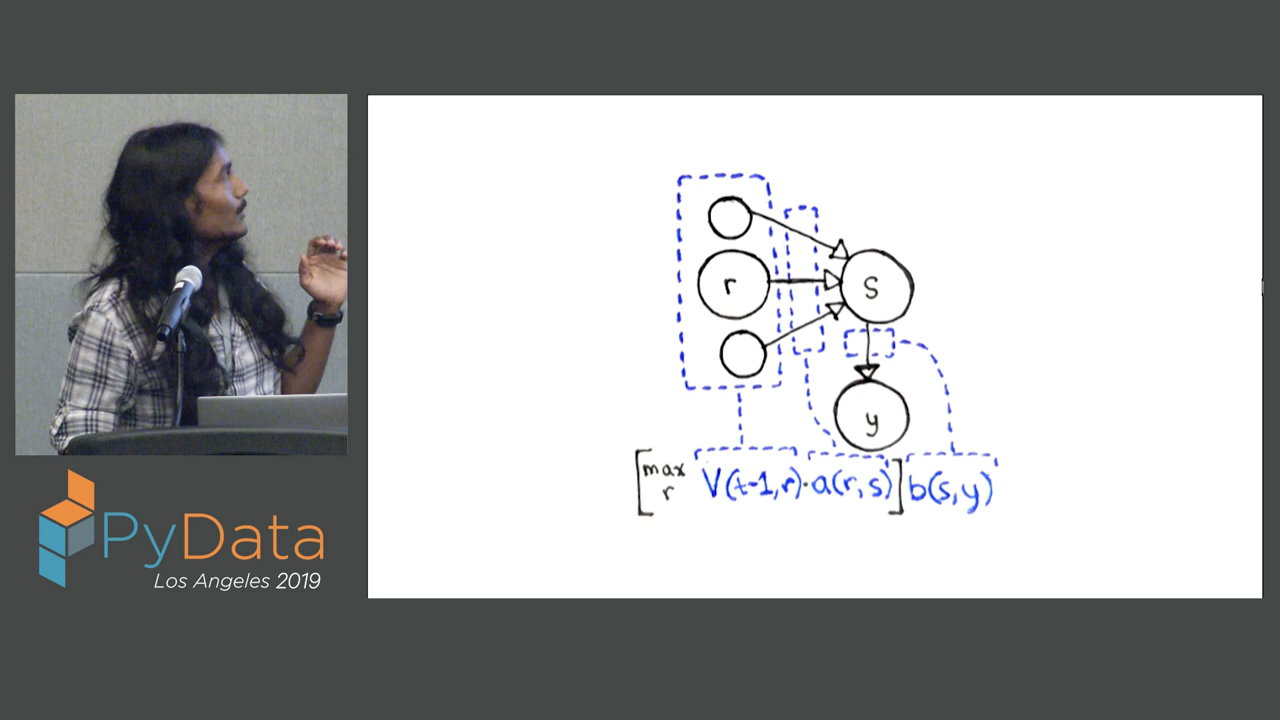 r
S
y
[max r V(t-1,r)·a(r,s)] b(s,y)
PyData
Los Angeles 2019